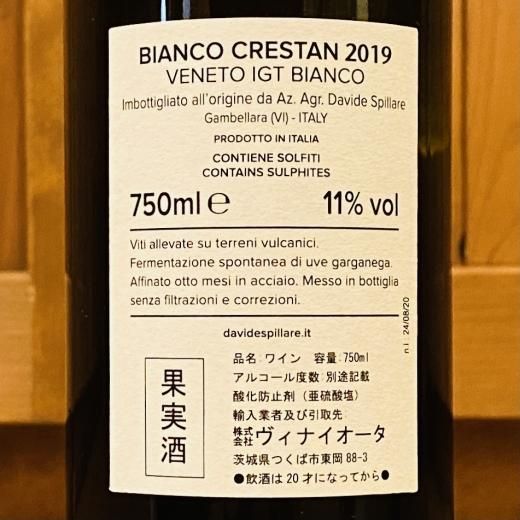 BIANCO CRESTAN 2019
VENETO IGT BIANCO
Imbottigliato all'origine da Az. Agr. Davide Spillare
Gambellara (VI) - ITALY
PRODOTTO IN ITALIA
CONTIENE SOLFITI
CONTAINS SULPHITES
750ml ℮ 11% vol
Viti allevate su terreni vulcanici.
Fermentazione spontanea di uve garganega.
Affinato otto mesi in acciaio. Messo in bottiglia
senza filtrazioni e correzioni.
n l 24/08/20
davidespillare.it
果実酒
品名:ワイン 容量:750ml
アルコール度数:別途記載
酸化防止剤(亜硫酸塩)
輸入業者及び引取先:
株式会社ヴィナイオータ
茨城県つくば市東岡 88-3
●飲酒は20才になってから●